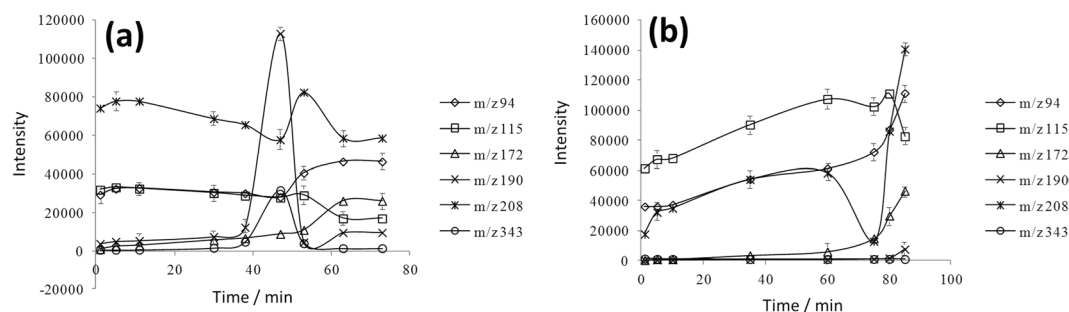 (a)
120000
100000
80000
60000
40000
20000
0
-20000
Intensity
0 20 40 60 80
Time / min
m/z94
m/z115
m/z172
m/z190
m/z208
m/z343
(b)
160000
140000
120000
100000
80000
60000
40000
20000
0
Intensity
0 20 40 60 80 100
Time / min
m/z94
m/z115
m/z172
m/z190
m/z208
m/z343